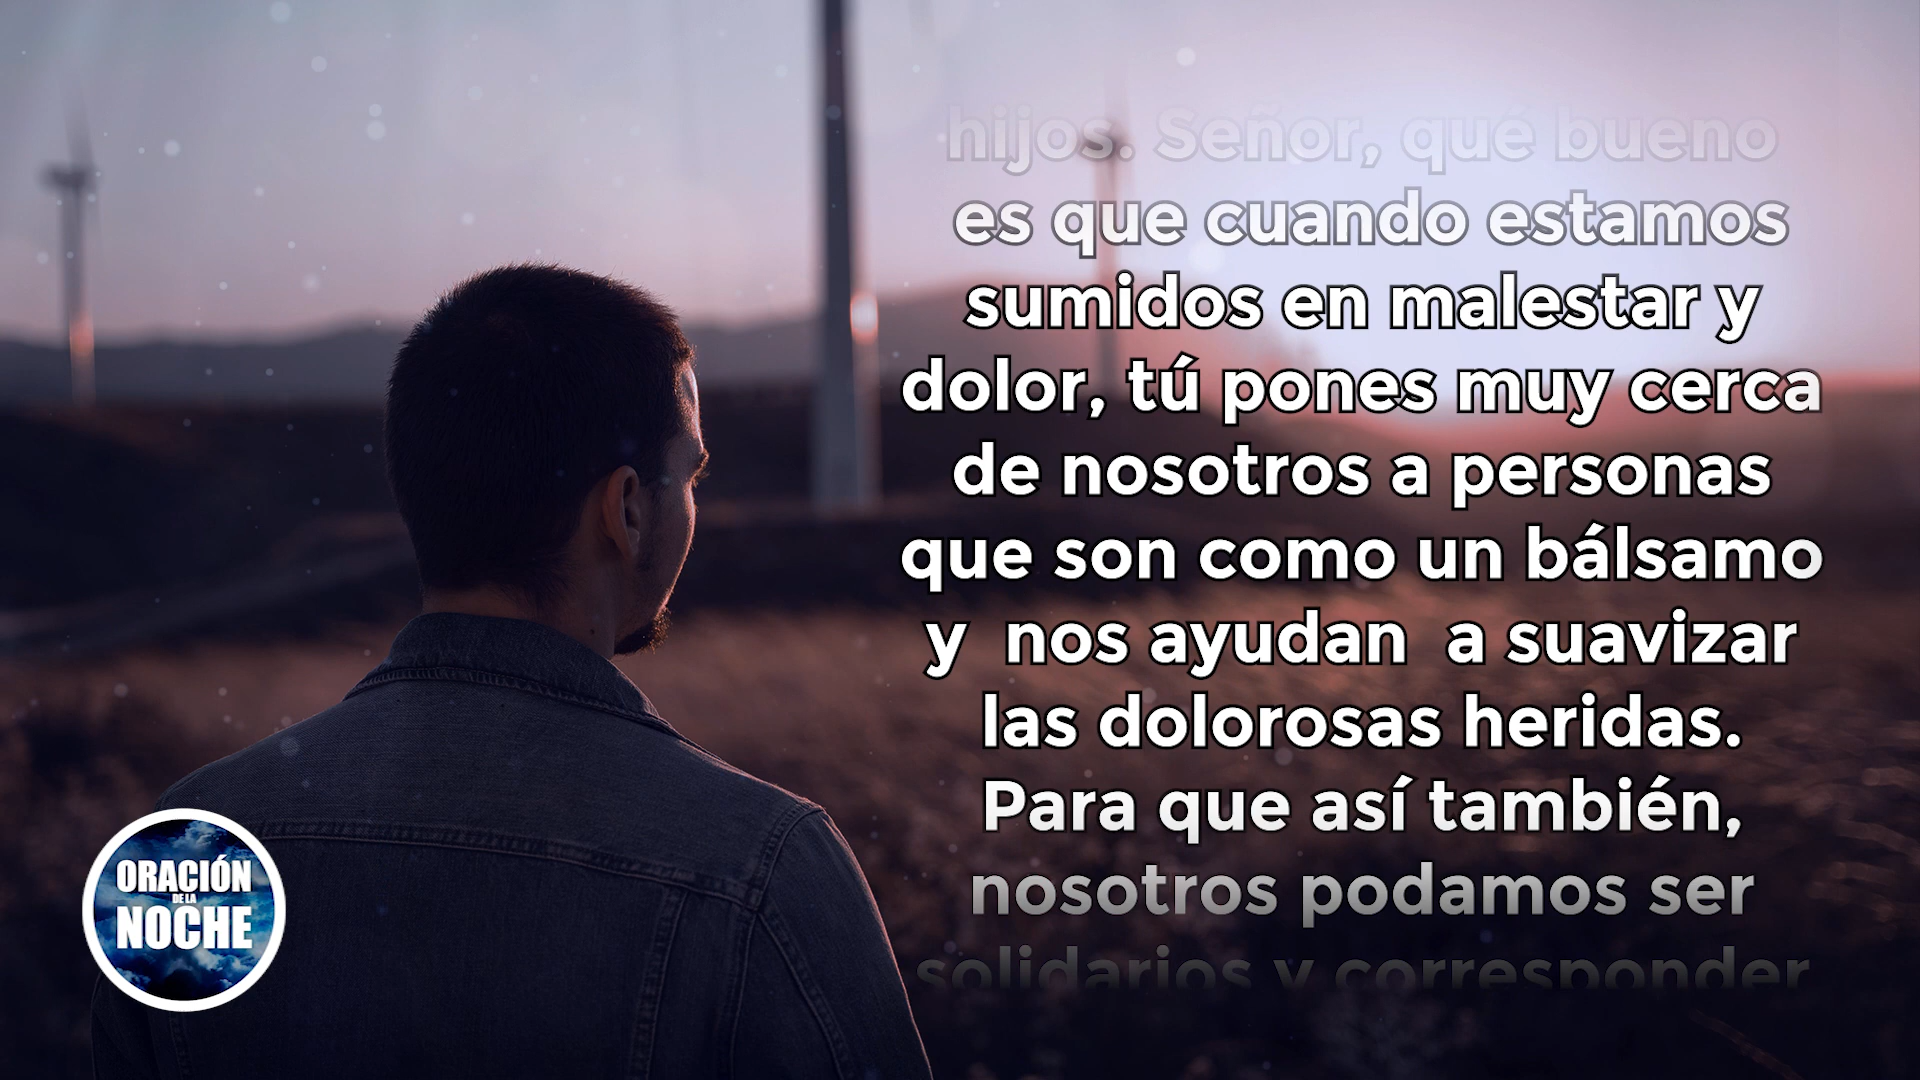 hijos. Señor, qué bueno
es que cuando estamos
sumidos en malestar y
dolor, tú pones muy cerca
de nosotros a personas
que son como un bálsamo
y nos ayudan a suavizar
las dolorosas heridas.
Para que así también,
nosotros podamos ser
solidarios y corresponder
ORACIÓN
DE LA
NOCHE